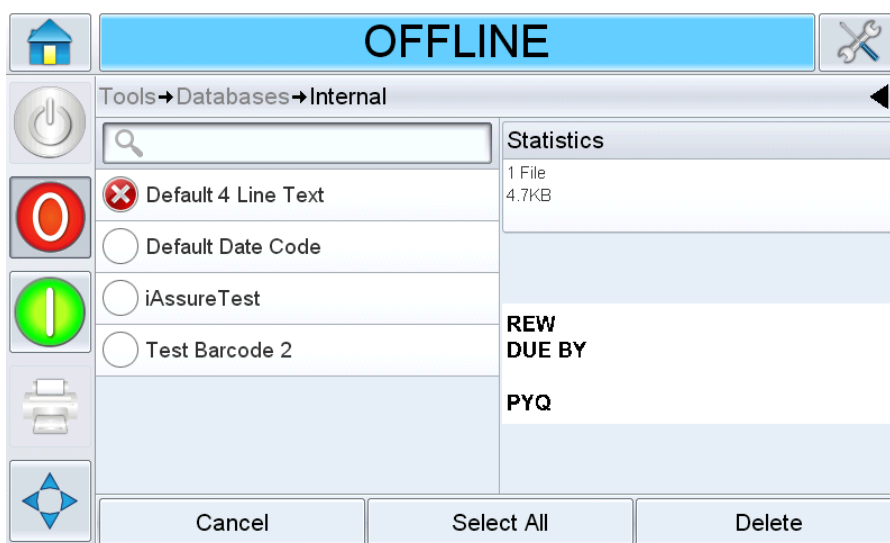 OFFLINE
Tools→Databases→Internal
Statistics
1 File
4.7KB
Default 4 Line Text
Default Date Code
iAssureTest
Test Barcode 2
REW
DUE BY
PYQ
Cancel
Select All
Delete